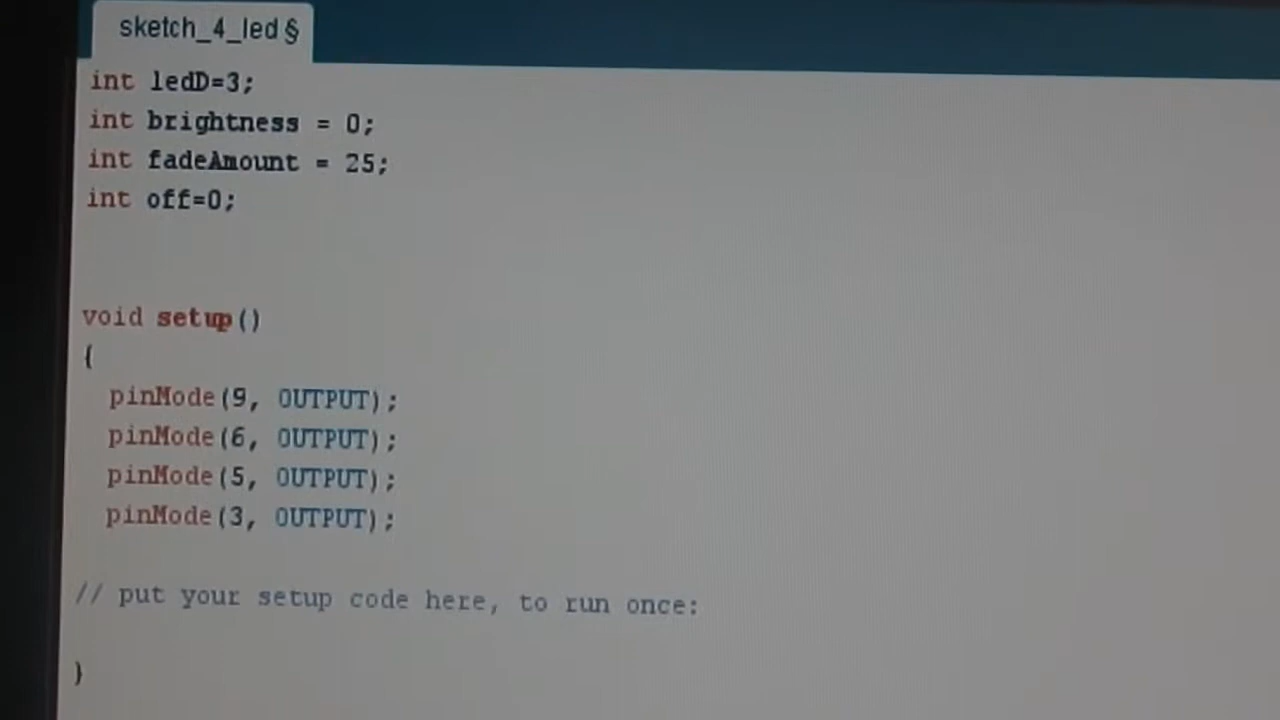 sketch_4_led §
int ledD=3;
int brightness = 0;
int fadeAmount = 25;
int off=0;
void setup()
{
pinMode(9, OUTPUT);
pinMode(6, OUTPUT);
pinMode(5, OUTPUT);
pinMode(3, OUTPUT);
// put your setup code here, to run once:
}